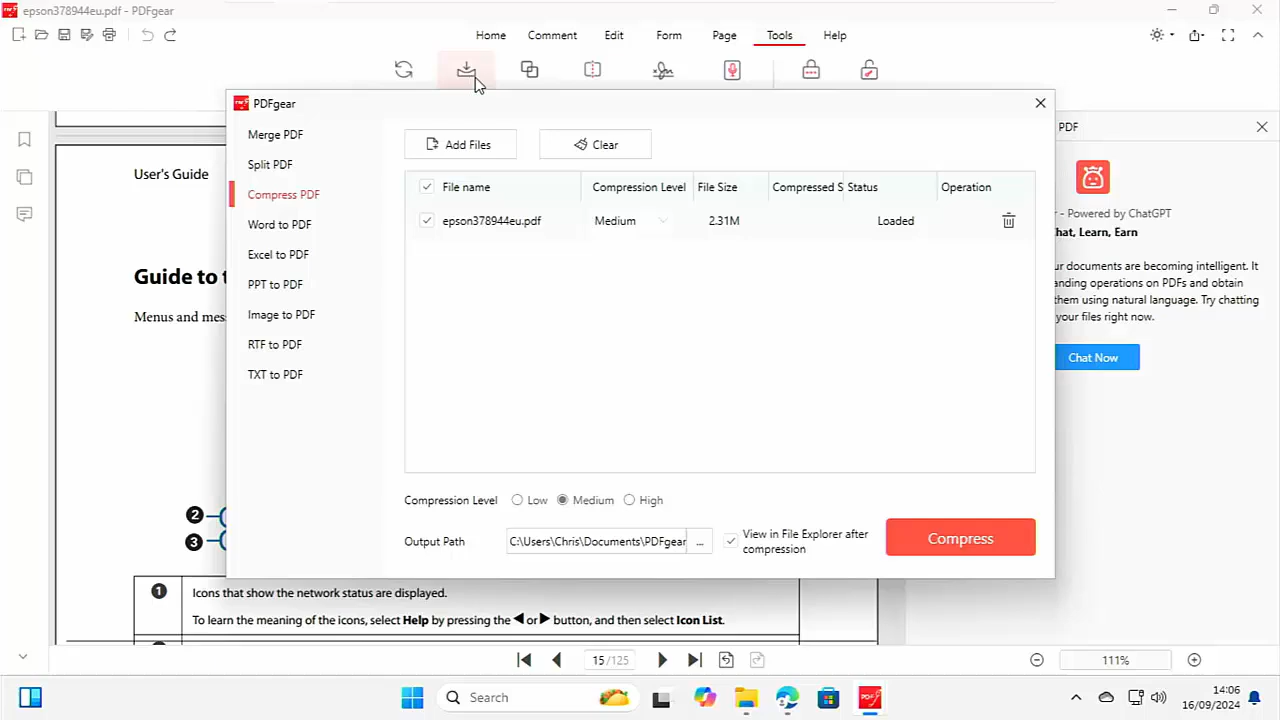 epson378944eu.pdf - PDFgear
Home Comment Edit Form Page Tools Help
PDFgear
Merge PDF
Split PDF
Compress PDF
Word to PDF
Excel to PDF
PPT to PDF
Image to PDF
RTF to PDF
TXT to PDF
Add Files
Clear
File name Compression Level File Size Compressed S Status Operation
epson378944eu.pdf Medium 2.31M Loaded
Compression Level Low Medium High
Output Path C:\Users\Chris\Documents\PDFgear ...
View in File Explorer after
compression
Compress
User's Guide
Guide to t
Menus and mes
2
3
1 Icons that show the network status are displayed.
To learn the meaning of the icons, select Help by pressing the ◀ or ▶ button, and then select Icon List.
PDF
r - Powered by ChatGPT
hat, Learn, Earn
ur documents are becoming intelligent. It
anding operations on PDFs and obtain
them using natural language. Try chatting
your files right now.
Chat Now
15 /125
111%
Search
14:06
16/09/2024